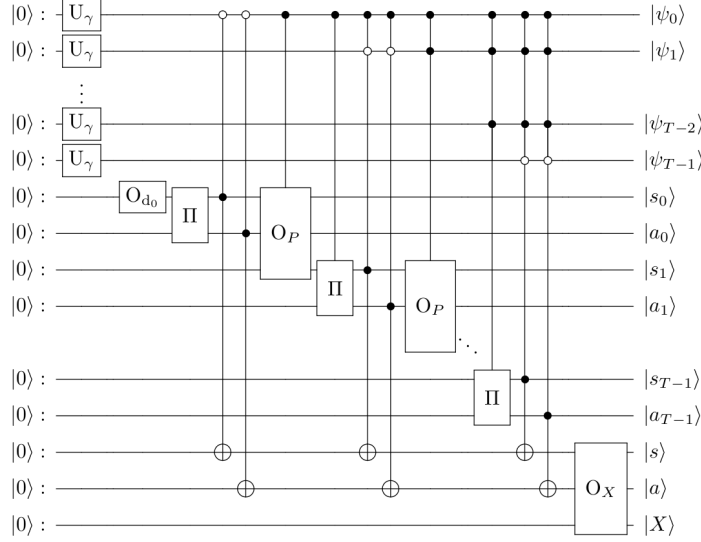 |0⟩ : U_γ |ψ_0⟩
|0⟩ : U_γ |ψ_1⟩
⋮
|0⟩ : U_γ |ψ_{T−2}⟩
|0⟩ : U_γ |ψ_{T−1}⟩
|0⟩ : O_{d_0} |s_0⟩
Π
|0⟩ : O_P |a_0⟩
|0⟩ : |s_1⟩
Π
|0⟩ : O_P |a_1⟩
⋱
|0⟩ : |s_{T−1}⟩
Π
|0⟩ : |a_{T−1}⟩
|0⟩ : |s⟩
|0⟩ : O_X |a⟩
|0⟩ : |X⟩